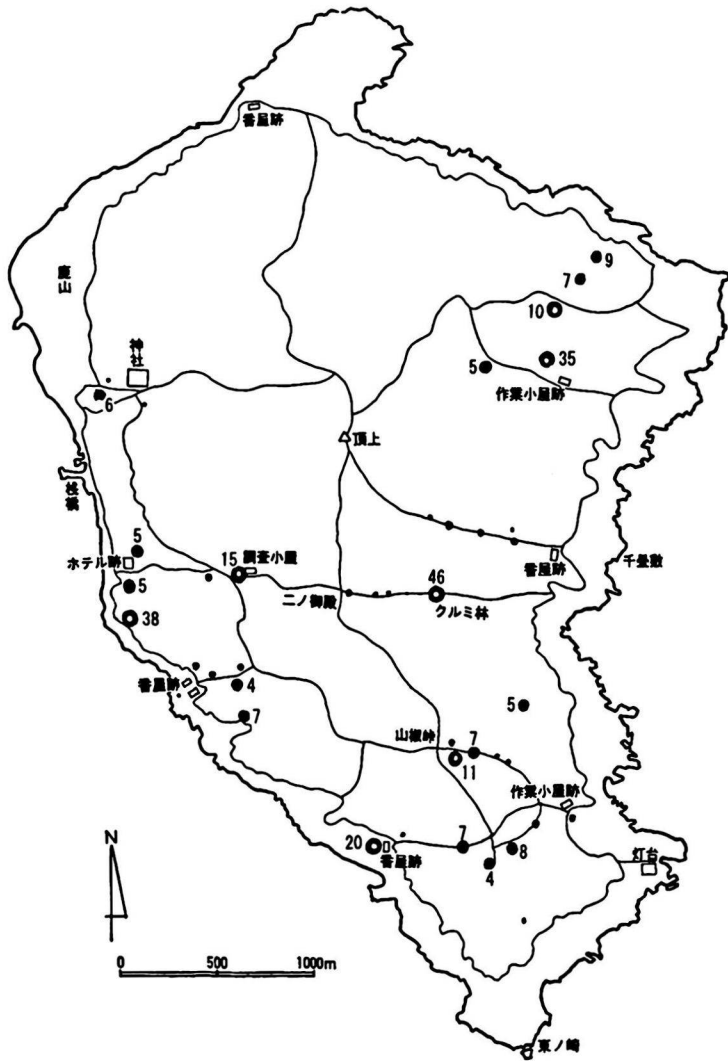 番屋跡
鹿山
9
7
10
神社
35
5
作業小屋跡
6
頂上
桟橋
5
ホテル跡
15
調査小屋
番屋跡
千畳敷
5
二ノ御殿
46
クルミ林
38
番屋跡
4
5
7
山椒峠
7
11
作業小屋跡
20
番屋跡
7
8
4
灯台
N
0
500
1000m
東ノ崎